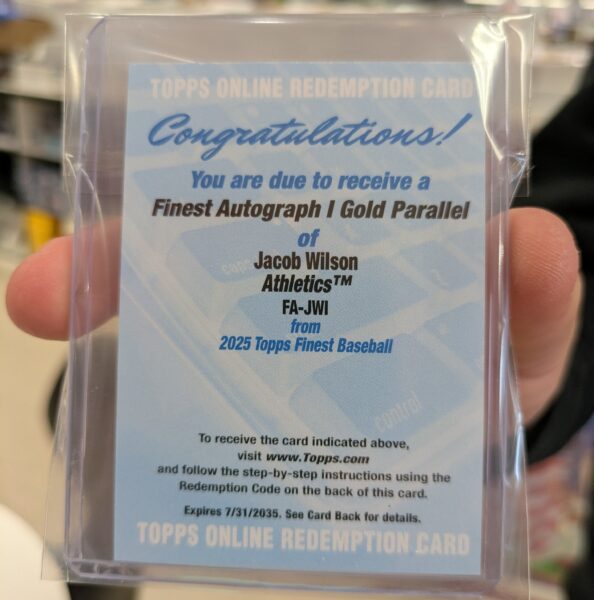 TOPPS ONLINE REDEMPTION CARD
Congratulations!
You are due to receive a
Finest Autograph | Gold Parallel
of
Jacob Wilson
Athletics™
FA-JWI
from
2025 Topps Finest Baseball
caps
control
To receive the card indicated above,
visit www.Topps.com
and follow the step-by-step instructions using the
Redemption Code on the back of this card.
Expires 7/31/2035. See Card Back for details.
TOPPS ONLINE REDEMPTION CARD